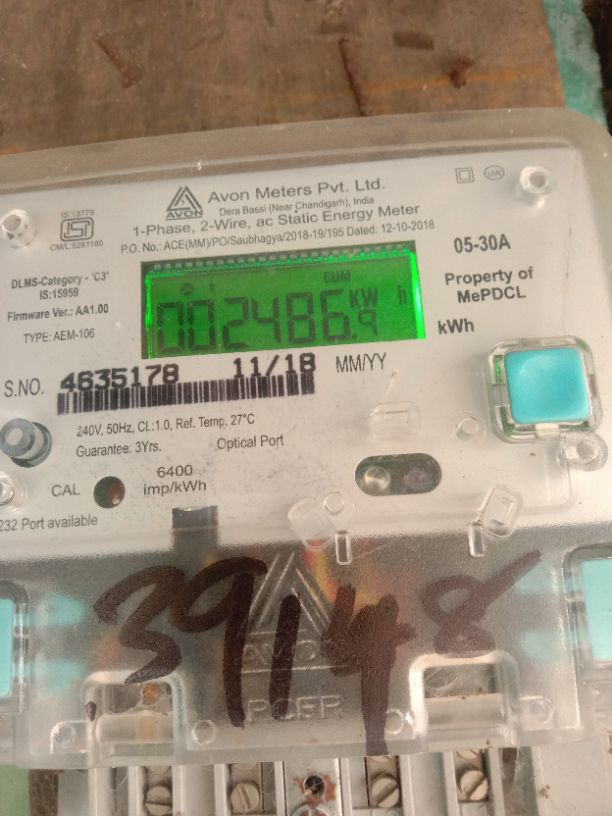 IS:13779
ISI
CM/L:9281180
AVON
Avon Meters Pvt. Ltd.
Dera Bassi (Near Chandigarh), India
1-Phase, 2-Wire, ac Static Energy Meter
P.O. No.: ACE(MM)/PO/Saubhagya/2018-19/195 Dated: 12-10-2018
UW
DLMS-Category - 'C3'
IS:15959
Firmware Ver.: AA1.00
TYPE: AEM-106
CUM
002486.9 KW h
05-30A
Property of
MePDCL
kWh
S.NO. 4635178 11/18 MM/YY
240V, 50Hz, CL:1.0, Ref. Temp. 27°C
Guarantee: 3Yrs. Optical Port
CAL 6400
imp/kWh
232 Port available
39148